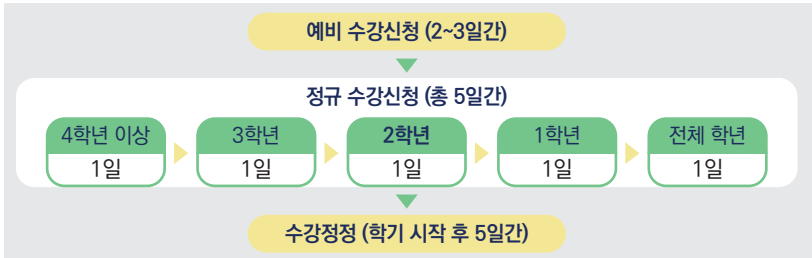 예비 수강신청 (2~3일간)
정규 수강신청 (총 5일간)
4학년 이상 3학년 2학년 1학년 전체 학년
1일 1일 1일 1일 1일
수강정정 (학기 시작 후 5일간)